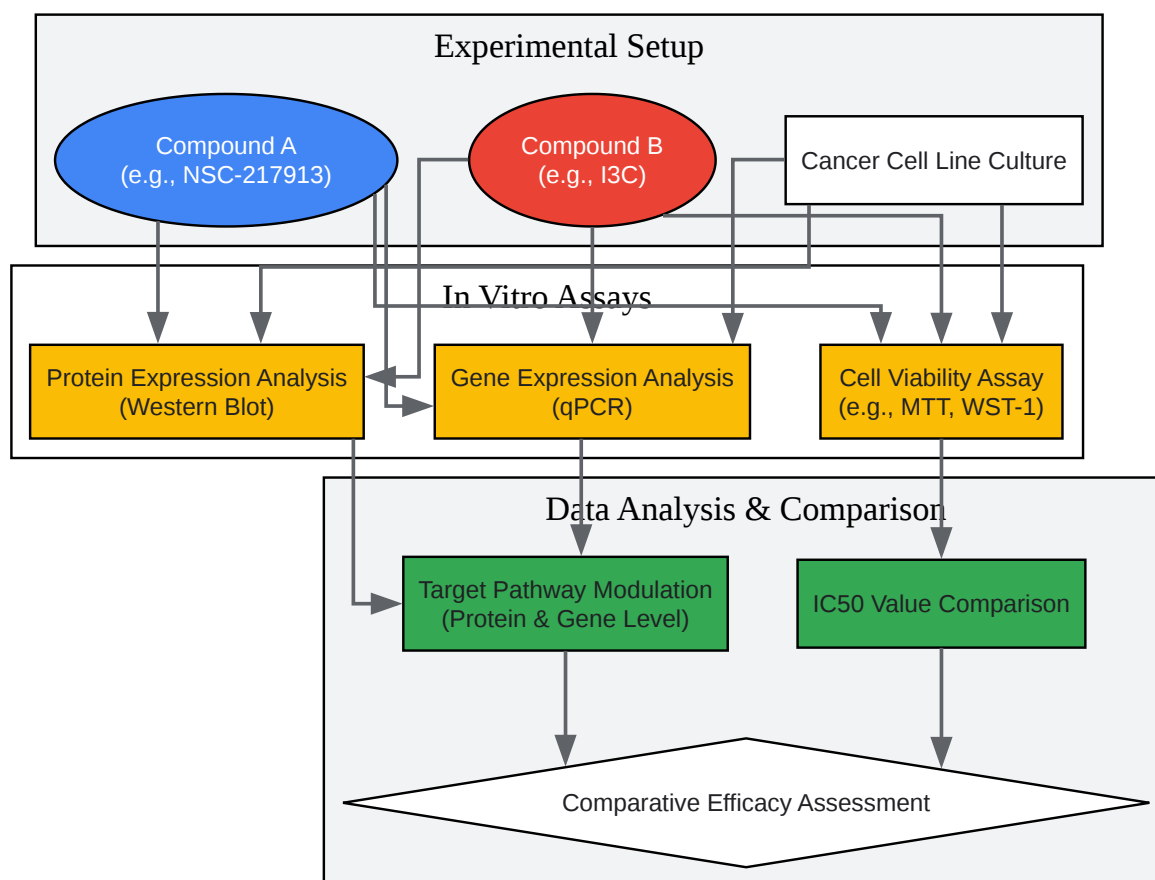 Experimental Setup
Compound A
(e.g., NSC-217913)
Compound B
(e.g., I3C)
Cancer Cell Line Culture
In Vitro Assays
Protein Expression Analysis
(Western Blot)
Gene Expression Analysis
(qPCR)
Cell Viability Assay
(e.g., MTT, WST-1)
Data Analysis & Comparison
Target Pathway Modulation
(Protein & Gene Level)
IC50 Value Comparison
Comparative Efficacy Assessment